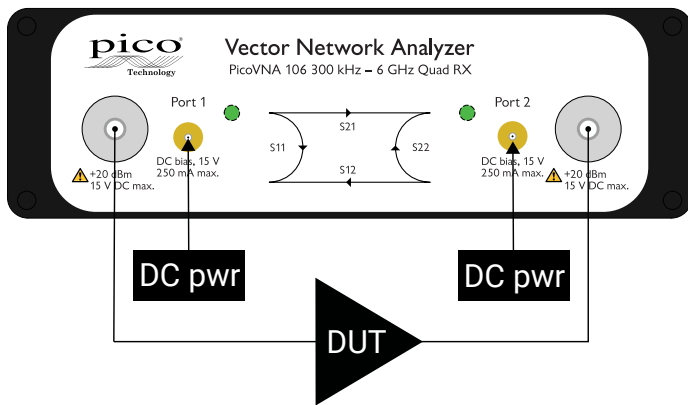 pico
Technology
Vector Network Analyzer
PicoVNA 106 300 kHz – 6 GHz Quad RX
Port 1
Port 2
S21
S11
S22
S12
DC bias, 15 V
250 mA max.
+20 dBm
15 V DC max.
DC bias, 15 V
250 mA max.
+20 dBm
15 V DC max.
DC pwr
DC pwr
DUT